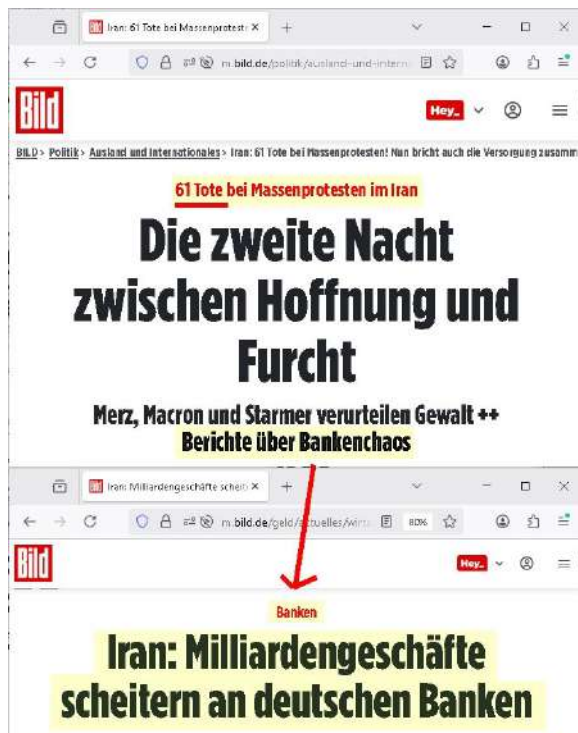 Iran: 61 Tote bei Massenprotest
m.bild.de/politik/ausland-und-intern
Bild
Hey_
BILD > Politik > Ausland und Internationales > Iran: 61 Tote bei Massenprotesten! Nun bricht auch die Versorgung zusamm
61 Tote bei Massenprotesten im Iran
Die zweite Nacht
zwischen Hoffnung und
Furcht
Merz, Macron und Starmer verurteilen Gewalt ++
Berichte über Bankenchaos
Iran: Milliardengeschäfte scheit
m.bild.de/geld/aktuelles/wirts
80%
Bild
Hey_
Banken
Iran: Milliardengeschäfte
scheitern an deutschen Banken